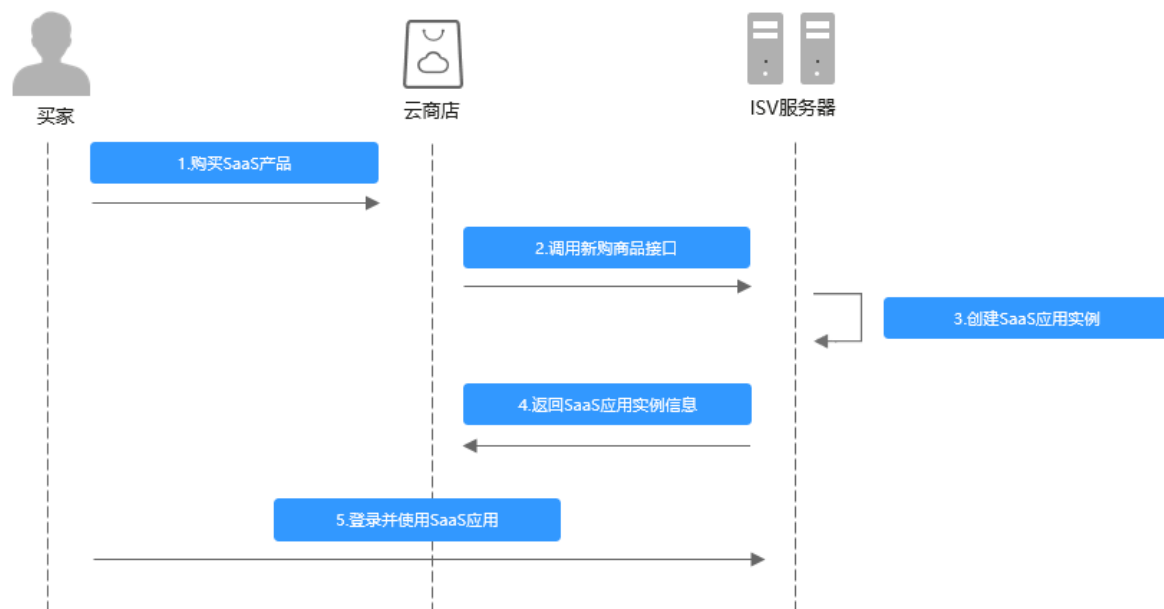 买家
云商店
ISV服务器
1.购买SaaS产品
2.调用新购商品接口
3.创建SaaS应用实例
4.返回SaaS应用实例信息
5.登录并使用SaaS应用